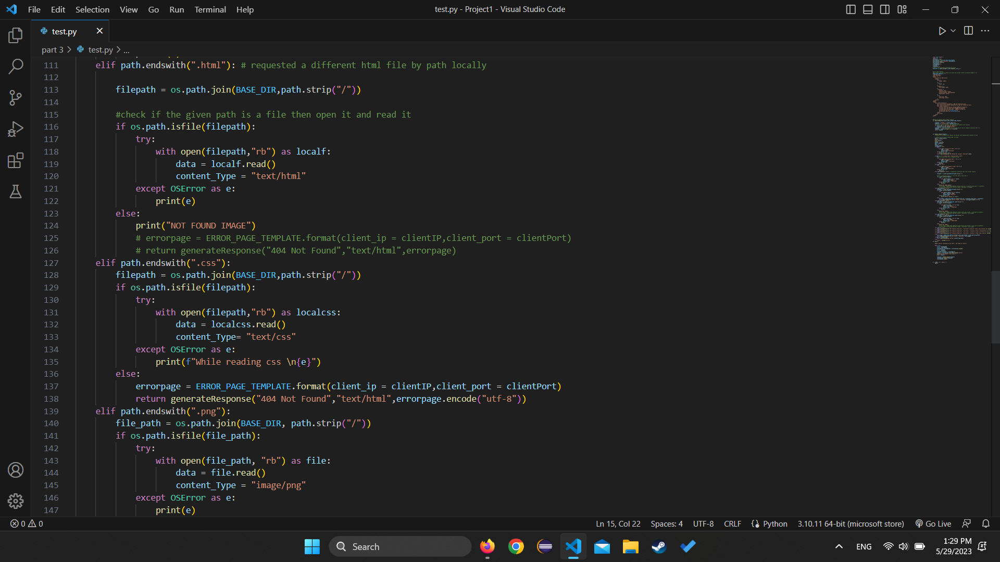 File Edit Selection View Go Run Terminal Help
test.py - Project1 - Visual Studio Code
test.py
part 3 > test.py > ...
111 elif path.endswith(".html"): # requested a different html file by path locally
112
113 filepath = os.path.join(BASE_DIR,path.strip("/"))
114
115 #check if the given path is a file then open it and read it
116 if os.path.isfile(filepath):
117 try:
118 with open(filepath,"rb") as localf:
119 data = localf.read()
120 content_Type = "text/html"
121 except OSError as e:
122 print(e)
123 else:
124 print("NOT FOUND IMAGE")
125 # errorpage = ERROR_PAGE_TEMPLATE.format(client_ip = clientIP,client_port = clientPort)
126 # return generateResponse("404 Not Found","text/html",errorpage)
127 elif path.endswith(".css"):
128 filepath = os.path.join(BASE_DIR,path.strip("/"))
129 if os.path.isfile(filepath):
130 try:
131 with open(filepath,"rb") as localcss:
132 data = localcss.read()
133 content_Type= "text/css"
134 except OSError as e:
135 print(f"While reading css \n{e}")
136 else:
137 errorpage = ERROR_PAGE_TEMPLATE.format(client_ip = clientIP,client_port = clientPort)
138 return generateResponse("404 Not Found","text/html",errorpage.encode("utf-8"))
139 elif path.endswith(".png"):
140 file_path = os.path.join(BASE_DIR, path.strip("/"))
141 if os.path.isfile(file_path):
142 try:
143 with open(file_path, "rb") as file:
144 data = file.read()
145 content_Type = "image/png"
146 except OSError as e:
147 print(e)
0 0 Ln 15, Col 22 Spaces: 4 UTF-8 CRLF Python 3.10.11 64-bit (microsoft store) Go Live
Search
ENG
1:29 PM
5/29/2023